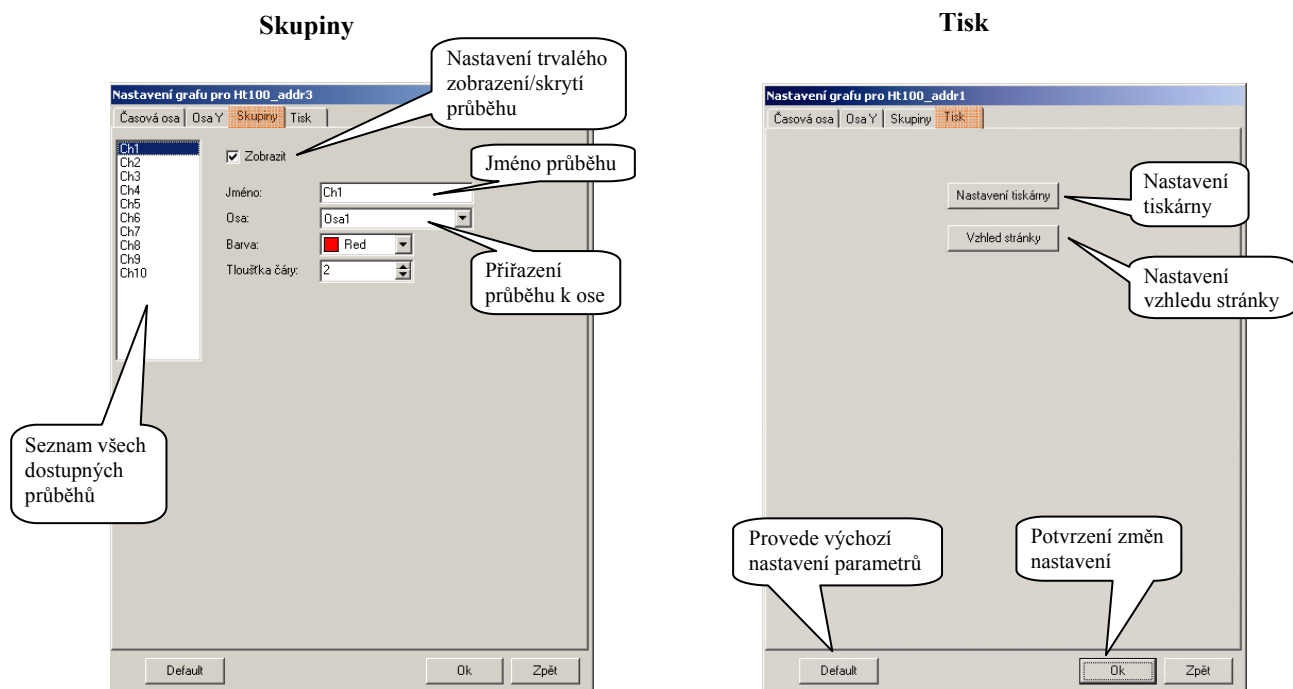 Skupiny
Nastavení trvalého
zobrazení/skrytí
průběhu
Nastavení grafu pro Ht100_addr3
Časová osa
Osa Y
Skupiny
Tisk
Ch1
Ch2
Ch3
Ch4
Ch5
Ch6
Ch7
Ch8
Ch9
Ch10
Zobrazit
Jméno průběhu
Jméno:
Ch1
Osa:
Osa1
Barva:
Red
Tloušťka čáry:
2
Přiřazení
průběhu k ose
Seznam všech
dostupných
průběhů
Default
Ok
Zpět
Tisk
Nastavení grafu pro Ht100_addr1
Časová osa
Osa Y
Skupiny
Tisk
Nastavení tiskárny
Nastavení
tiskárny
Vzhled stránky
Nastavení
vzhledu stránky
Provede výchozí
nastavení parametrů
Potvrzení změn
nastavení
Default
Ok
Zpět